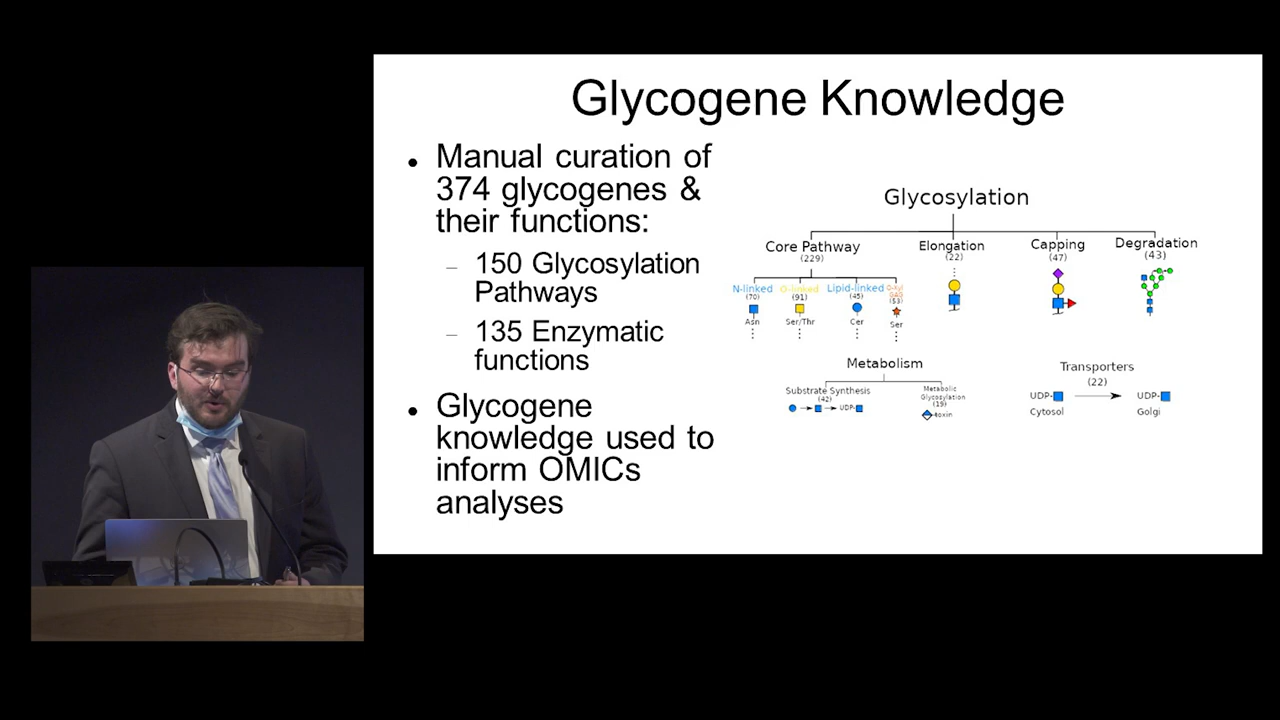 Glycogene Knowledge
Manual curation of
374 glycogenes &
their functions:
150 Glycosylation
Pathways
135 Enzymatic
functions
Glycogene
knowledge used to
inform OMICs
analyses
Glycosylation
Core Pathway
(229)
Elongation
(22)
Capping
(47)
Degradation
(43)
N-linked
(70)
Asn
O-linked
(91)
Ser/Thr
Lipid-linked
(45)
Cer
O-Xyl
GAG
(53)
Ser
Metabolism
Substrate Synthesis
(42)
UDP-
Metabolic
Glycosylation
(19)
toxin
Transporters
(22)
UDP-
UDP-
Cytosol
Golgi